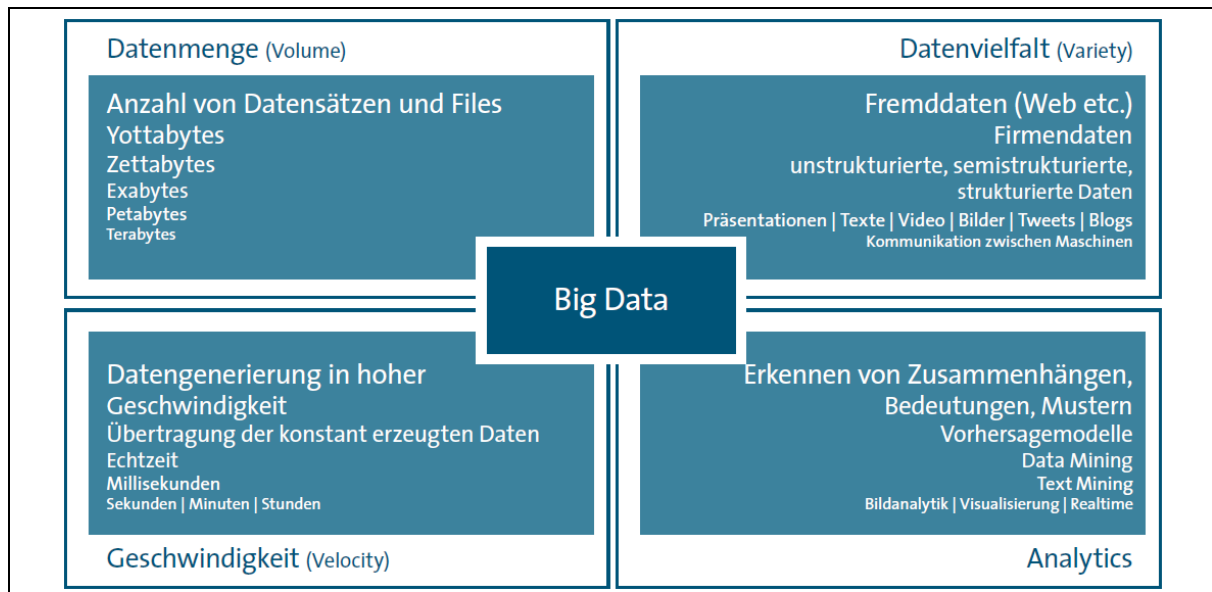 Datenmenge (Volume)
Anzahl von Datensätzen und Files
Yottabytes
Zettabytes
Exabytes
Petabytes
Terabytes
Datenvielfalt (Variety)
Fremddaten (Web etc.)
Firmendaten
unstrukturierte, semistrukturierte,
strukturierte Daten
Präsentationen | Texte | Video | Bilder | Tweets | Blogs
Kommunikation zwischen Maschinen
Big Data
Datengenerierung in hoher
Geschwindigkeit
Übertragung der konstant erzeugten Daten
Echtzeit
Millisekunden
Sekunden | Minuten | Stunden
Geschwindigkeit (Velocity)
Erkennen von Zusammenhängen,
Bedeutungen, Mustern
Vorhersagemodelle
Data Mining
Text Mining
Bildanalytik | Visualisierung | Realtime
Analytics